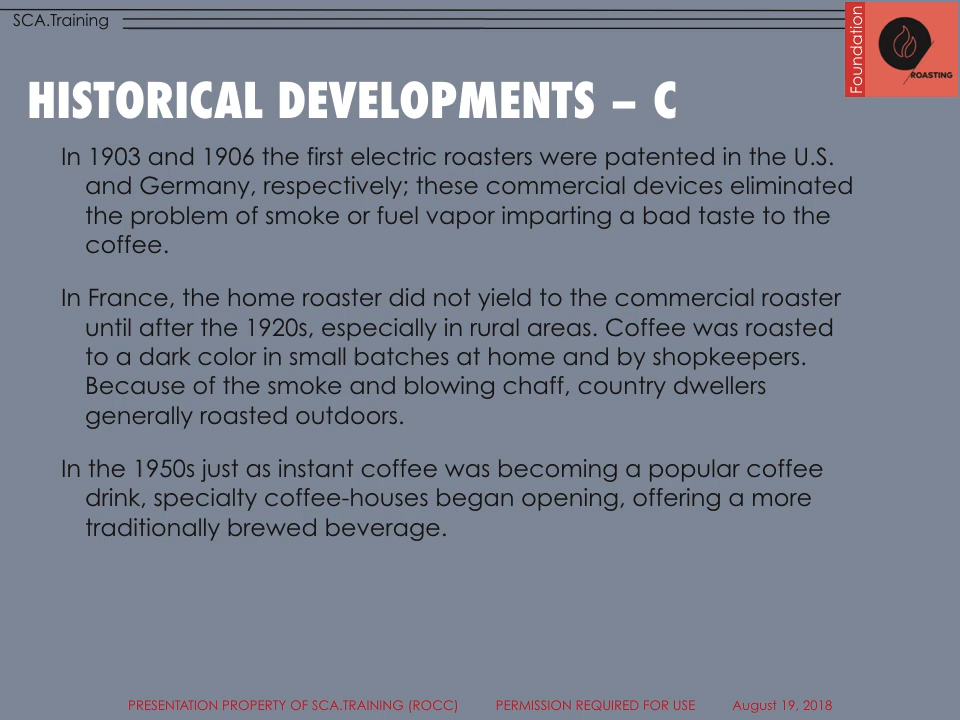 SCA.Training
Foundation
ROASTING
HISTORICAL DEVELOPMENTS – C
In 1903 and 1906 the first electric roasters were patented in the U.S.
and Germany, respectively; these commercial devices eliminated
the problem of smoke or fuel vapor imparting a bad taste to the
coffee.
In France, the home roaster did not yield to the commercial roaster
until after the 1920s, especially in rural areas. Coffee was roasted
to a dark color in small batches at home and by shopkeepers.
Because of the smoke and blowing chaff, country dwellers
generally roasted outdoors.
In the 1950s just as instant coffee was becoming a popular coffee
drink, specialty coffee-houses began opening, offering a more
traditionally brewed beverage.
PRESENTATION PROPERTY OF SCA.TRAINING (ROCC) PERMISSION REQUIRED FOR USE August 19, 2018